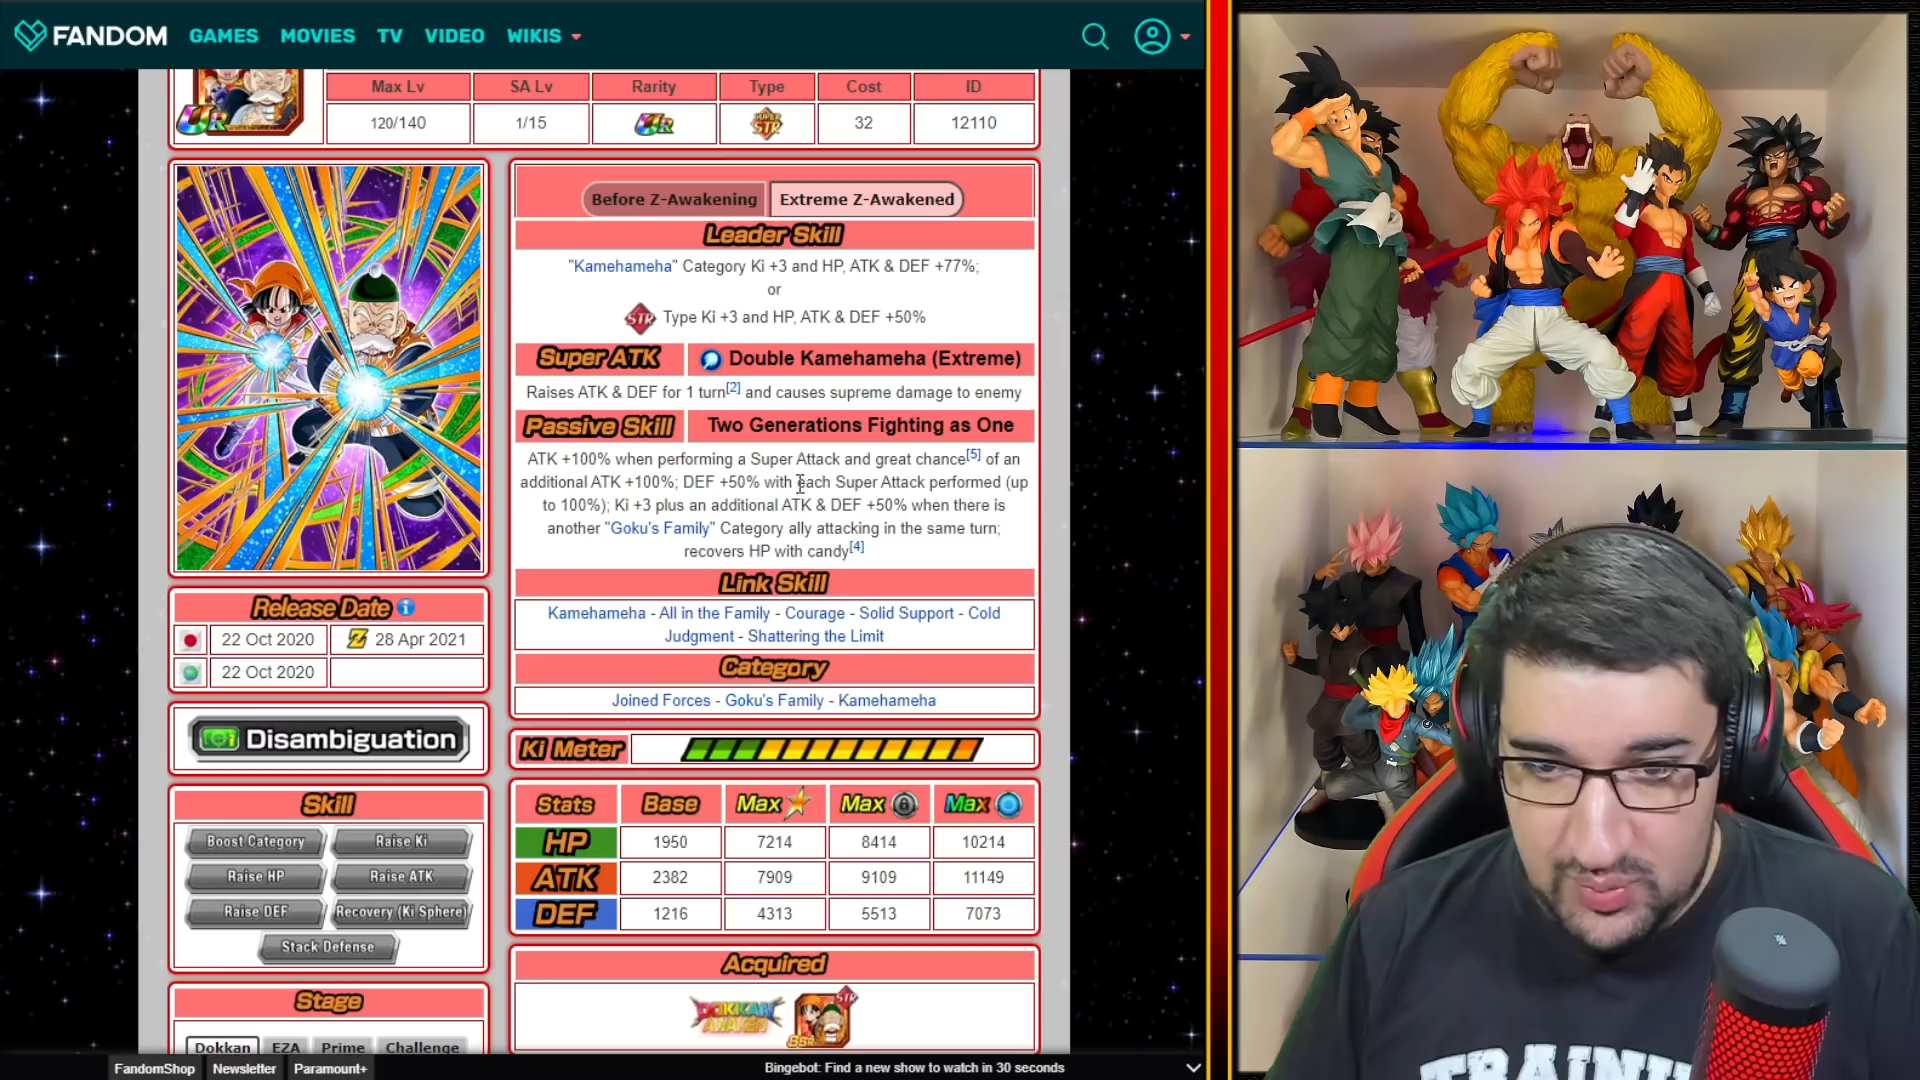 FANDOM GAMES MOVIES TV VIDEO WIKIS
Max Lv SA Lv Rarity Type Cost ID
120/140 1/15 UR SUPER STR 32 12110
UR
Before Z-Awakening Extreme Z-Awakened
Leader Skill
"Kamehameha" Category Ki +3 and HP, ATK & DEF +77%;
or
STR Type Ki +3 and HP, ATK & DEF +50%
Super ATK Double Kamehameha (Extreme)
Raises ATK & DEF for 1 turn[2] and causes supreme damage to enemy
Passive Skill Two Generations Fighting as One
ATK +100% when performing a Super Attack and great chance[5] of an
additional ATK +100%; DEF +50% with each Super Attack performed (up
to 100%); Ki +3 plus an additional ATK & DEF +50% when there is
another "Goku's Family" Category ally attacking in the same turn;
recovers HP with candy[4]
Link Skill
Kamehameha - All in the Family - Courage - Solid Support - Cold
Judgment - Shattering the Limit
Category
Joined Forces - Goku's Family - Kamehameha
Ki Meter
Stats Base Max Max Max
HP 1950 7214 8414 10214
ATK 2382 7909 9109 11149
DEF 1216 4313 5513 7073
Acquired
DOKKAN AWAKEN STR SSR
Release Date
22 Oct 2020 Z 28 Apr 2021
22 Oct 2020
Disambiguation
Skill
Boost Category Raise Ki
Raise HP Raise ATK
Raise DEF Recovery (Ki Sphere)
Stack Defense
Stage
Dokkan EZA Prime Challenge
FandomShop Newsletter Paramount+ Bingebot: Find a new show to watch in 30 seconds